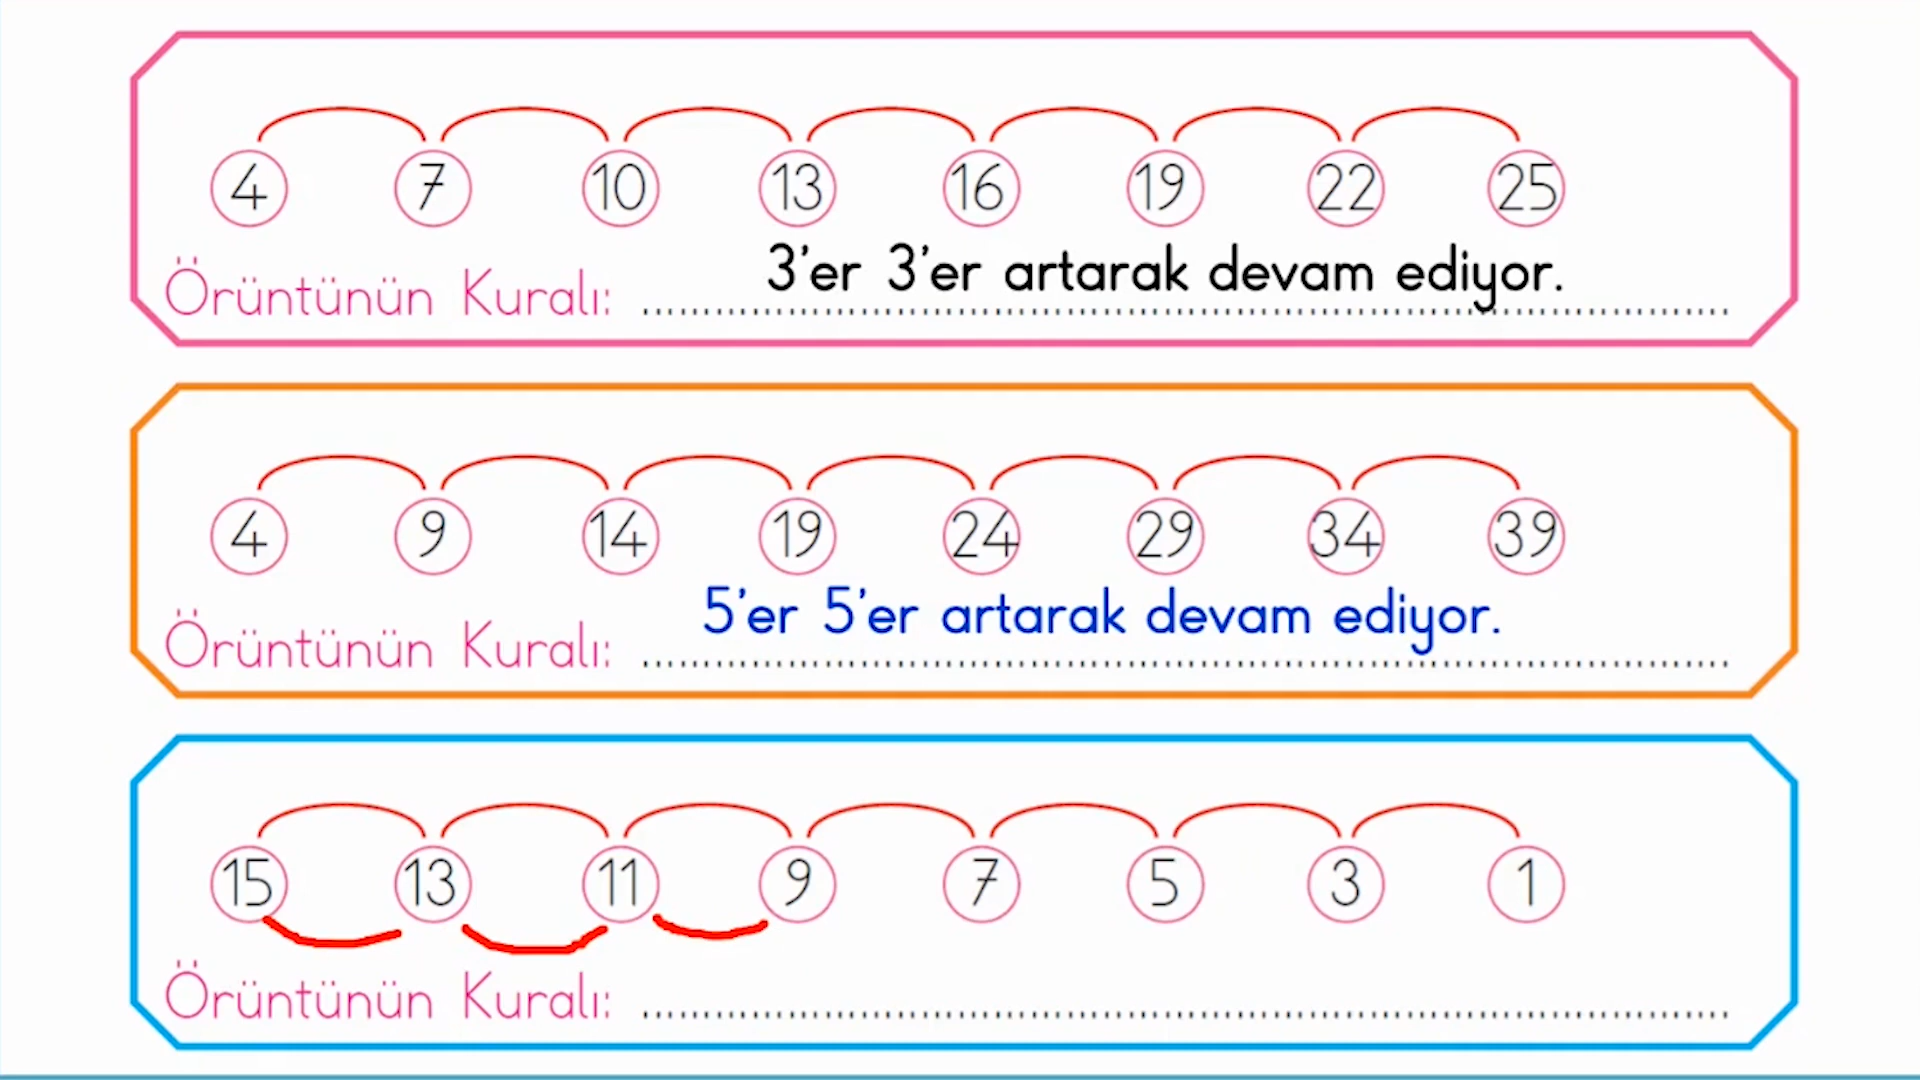 4 7 10 13 16 19 22 25
Örüntünün Kuralı: 3'er 3'er artarak devam ediyor.
4 9 14 19 24 29 34 39
Örüntünün Kuralı: 5'er 5'er artarak devam ediyor.
15 13 11 9 7 5 3 1
Örüntünün Kuralı: